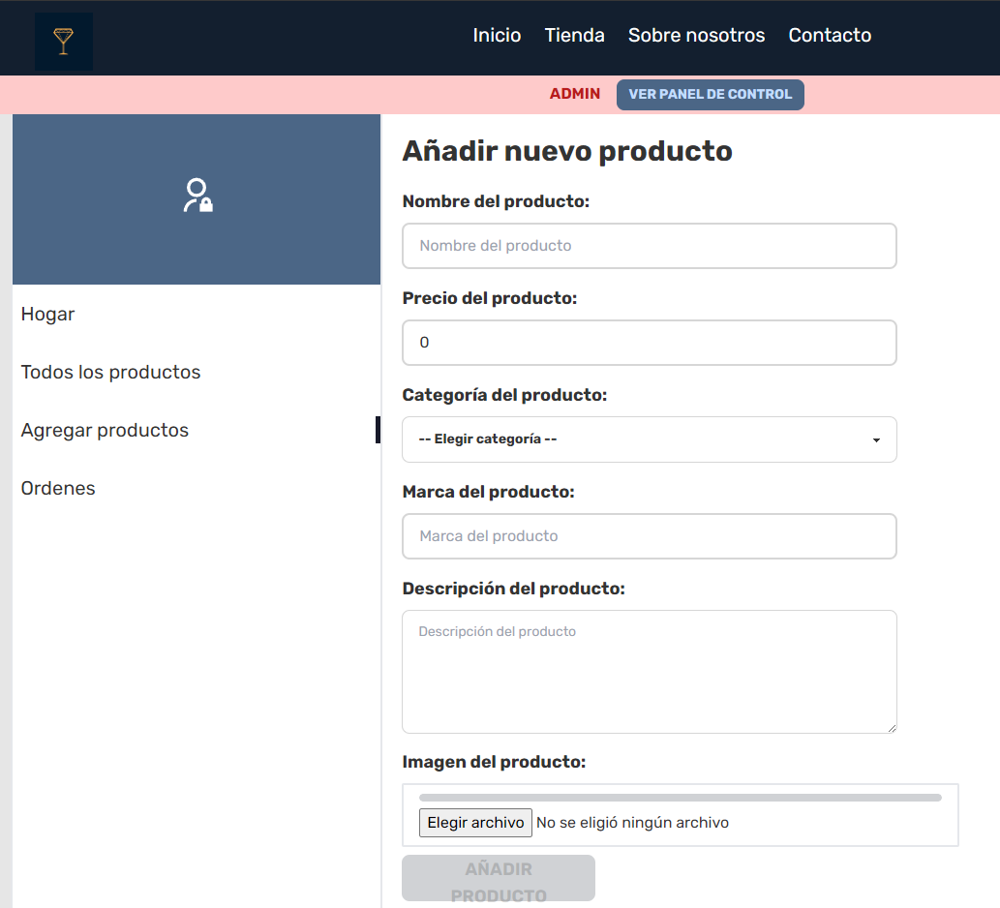 Inicio Tienda Sobre nosotros Contacto
ADMIN VER PANEL DE CONTROL
Hogar
Todos los productos
Agregar productos
Ordenes
Añadir nuevo producto
Nombre del producto:
Nombre del producto
Precio del producto:
0
Categoría del producto:
-- Elegir categoría --
Marca del producto:
Marca del producto
Descripción del producto:
Descripción del producto
Imagen del producto:
Elegir archivo No se eligió ningún archivo
AÑADIR
PRODUCTO